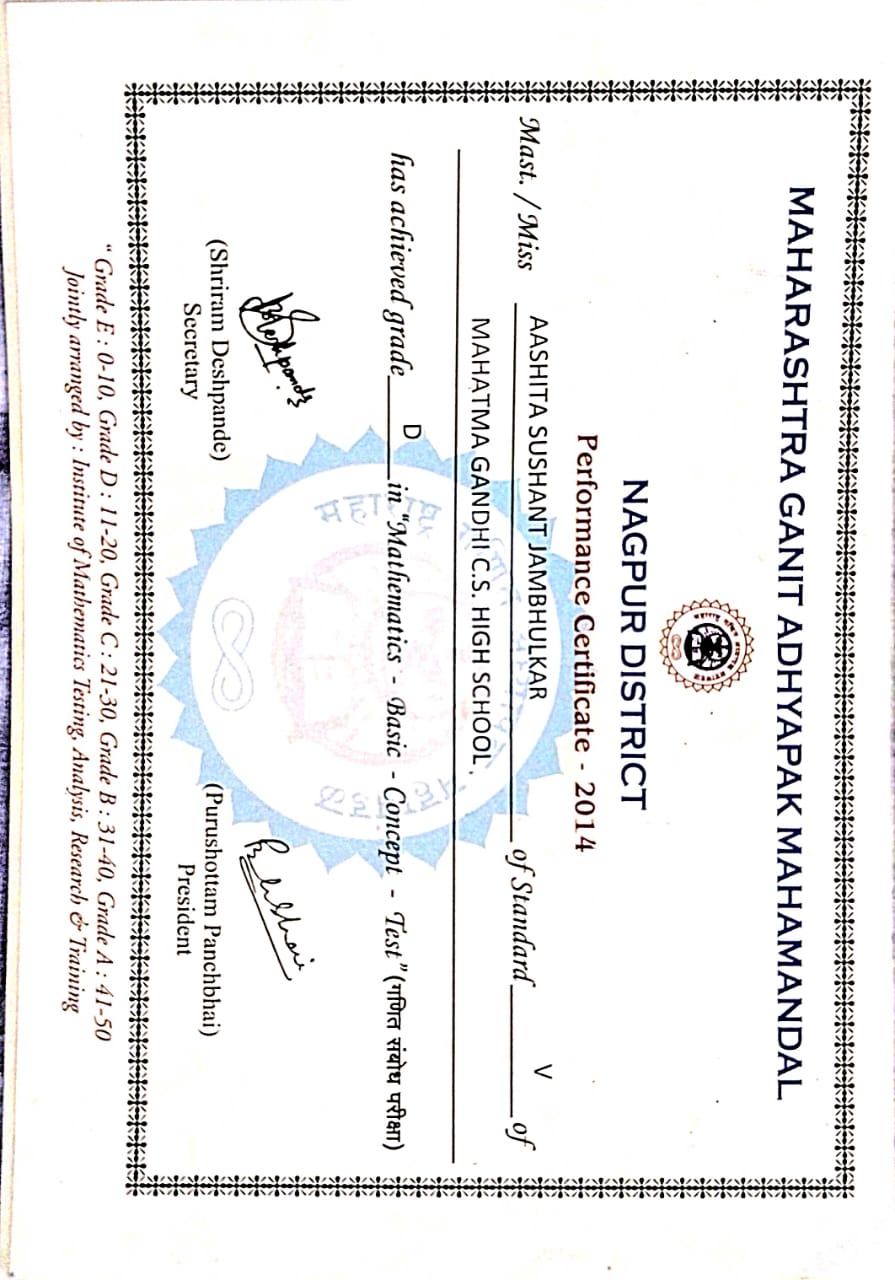 MAHARASHTRA GANIT ADHYAPAK MAHAMANDAL
NAGPUR DISTRICT
Performance Certificate - 2014
Mast. / Miss AASHITA SUSHANT JAMBHULKAR of Standard V of
MAHATMA GANDHI C.S. HIGH SCHOOL,
has achieved grade D in "Mathematics - Basic - Concept - Test" (गणित संबोध परीक्षा)
(Shriram Deshpande)
Secretary
(Purushottam Panchbhai)
President
" Grade E : 0-10, Grade D : 11-20, Grade C : 21-30, Grade B : 31-40, Grade A : 41-50
Jointly arranged by : Institute of Mathematics Testing, Analysis, Research & Training